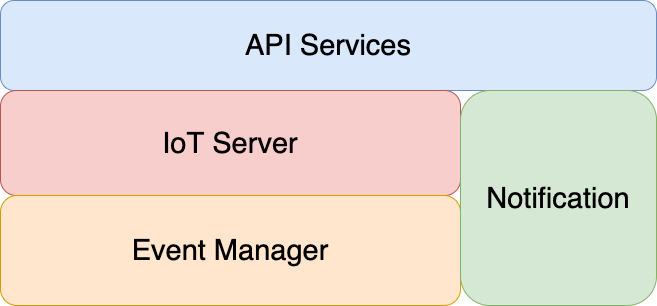 API Services
IoT Server
Notification
Event Manager